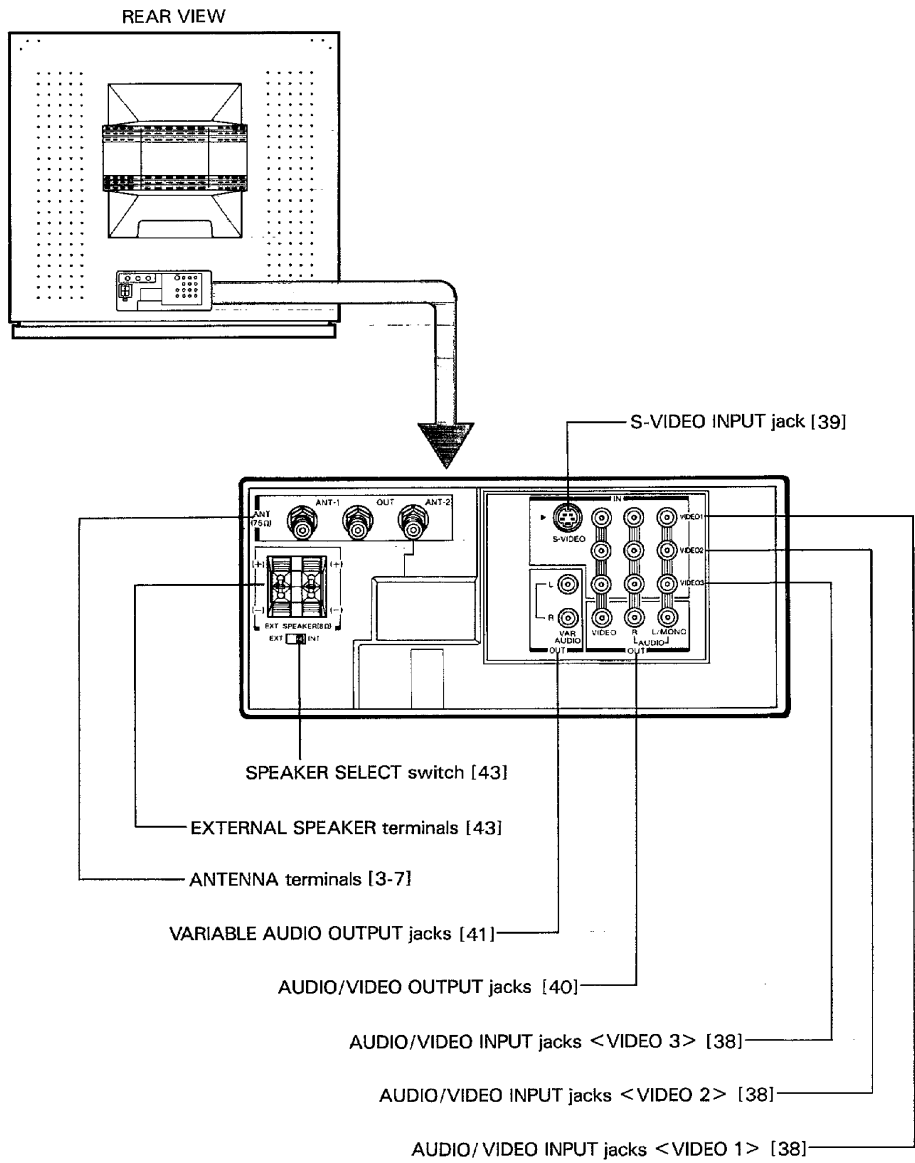 REAR VIEW
S-VIDEO INPUT jack [39]
ANT-1 OUT ANT-2
ANT
(75Ω)
IN
S-VIDEO
VIDEO1
VIDEO2
VIDEO3
(+) (+)
(-) (-)
EXT SPEAKER(8Ω)
EXT INT
L
R
VAR
AUDIO
OUT
VIDEO R L/MONO
AUDIO
OUT
SPEAKER SELECT switch [43]
EXTERNAL SPEAKER terminals [43]
ANTENNA terminals [3-7]
VARIABLE AUDIO OUTPUT jacks [41]
AUDIO/VIDEO OUTPUT jacks [40]
AUDIO/VIDEO INPUT jacks <VIDEO 3> [38]
AUDIO/VIDEO INPUT jacks <VIDEO 2> [38]
AUDIO/VIDEO INPUT jacks <VIDEO 1> [38]